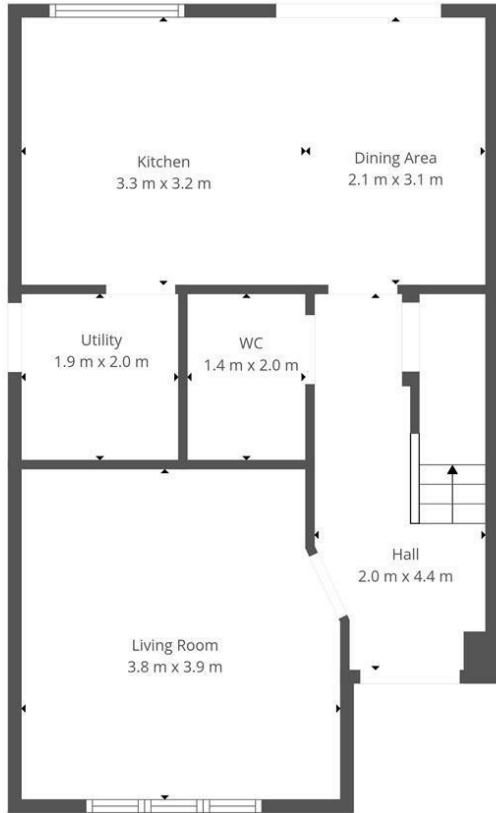 Kitchen
3.3 m x 3.2 m
Dining Area
2.1 m x 3.1 m
Utility
1.9 m x 2.0 m
WC
1.4 m x 2.0 m
Hall
2.0 m x 4.4 m
Living Room
3.8 m x 3.9 m